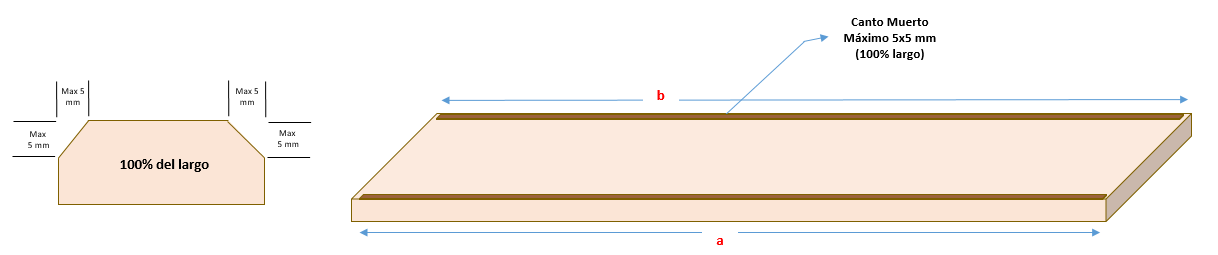 Max 5
mm
Max
5 mm
100% del largo
Max 5
mm
Max
5 mm
Canto Muerto
Máximo 5x5 mm
(100% largo)
b
a